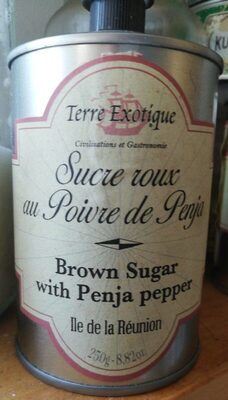 Terre Exotique
Civilisations et Gastronomie
Sucre roux
au Poivre de Penja
Brown Sugar
with Penja pepper
Ile de la Réunion
250g - 8,82oz